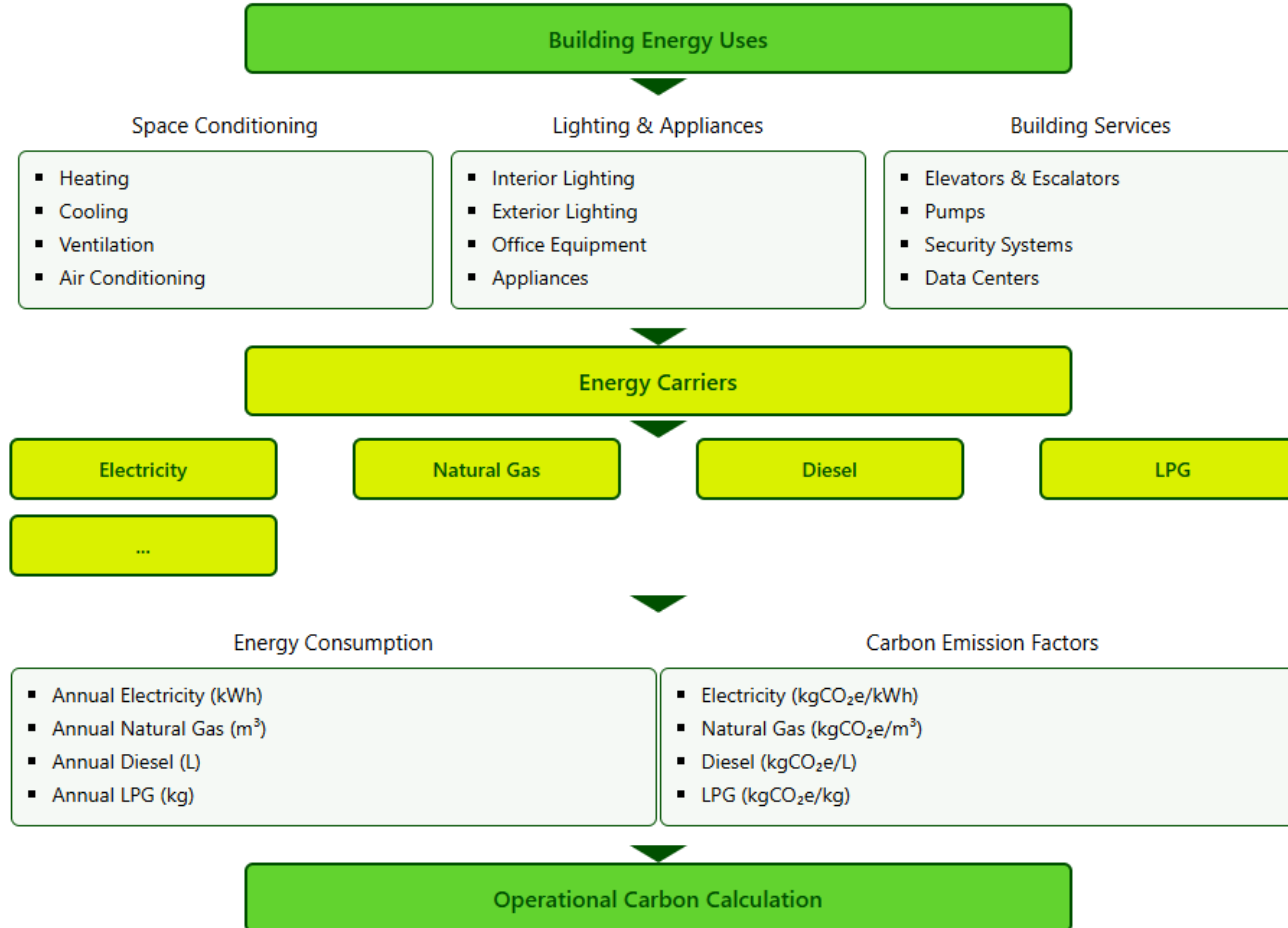 Building Energy Uses
Space Conditioning
▪ Heating
▪ Cooling
▪ Ventilation
▪ Air Conditioning
Lighting & Appliances
▪ Interior Lighting
▪ Exterior Lighting
▪ Office Equipment
▪ Appliances
Building Services
▪ Elevators & Escalators
▪ Pumps
▪ Security Systems
▪ Data Centers
Energy Carriers
Electricity
Natural Gas
Diesel
LPG
...
Energy Consumption
▪ Annual Electricity (kWh)
▪ Annual Natural Gas (m³)
▪ Annual Diesel (L)
▪ Annual LPG (kg)
Carbon Emission Factors
▪ Electricity (kgCO₂e/kWh)
▪ Natural Gas (kgCO₂e/m³)
▪ Diesel (kgCO₂e/L)
▪ LPG (kgCO₂e/kg)
Operational Carbon Calculation